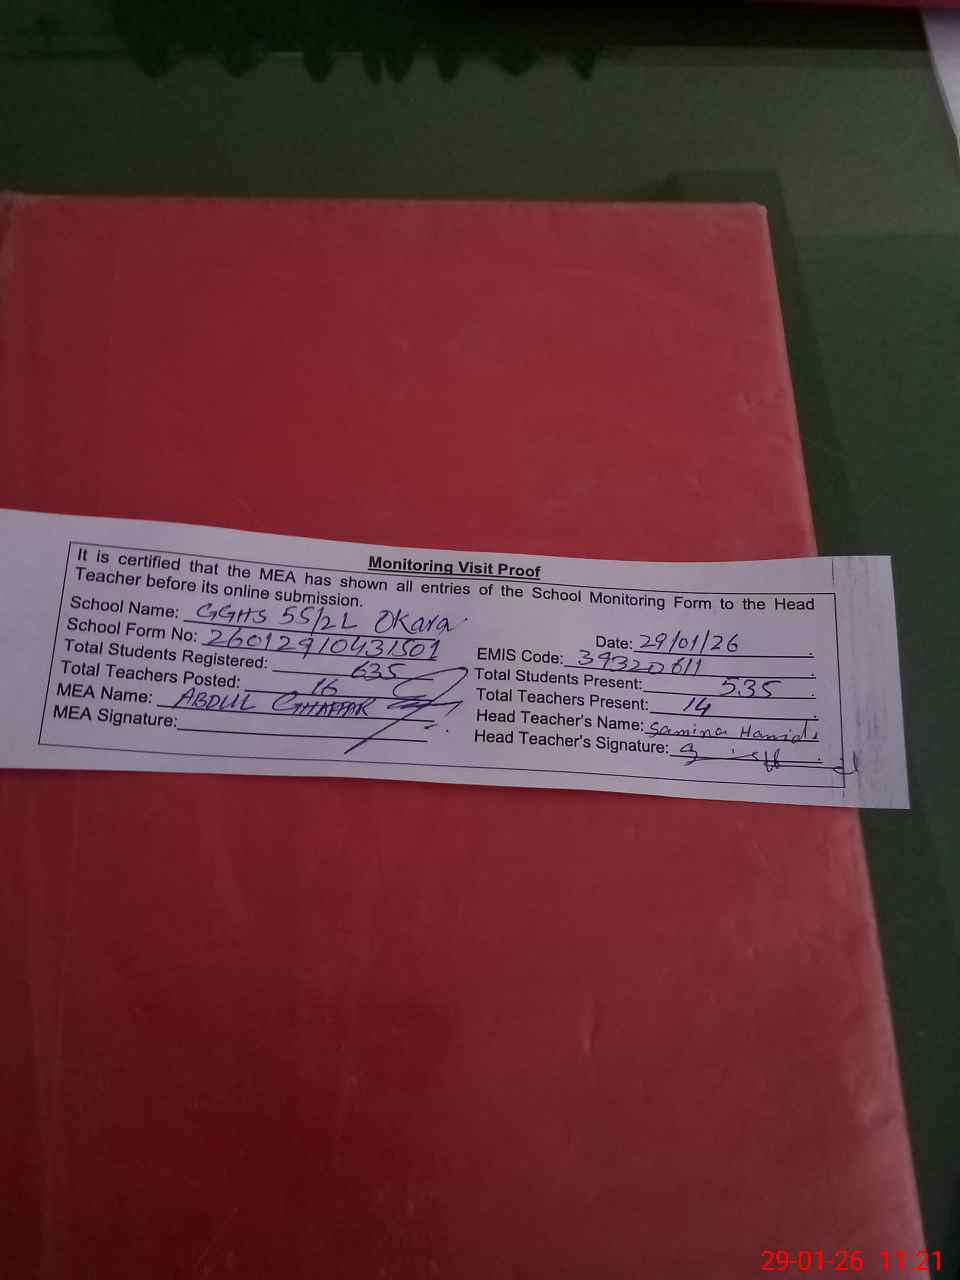 Monitoring Visit Proof
It is certified that the MEA has shown all entries of the School Monitoring Form to the Head
Teacher before its online submission.
School Name: GGHS 55/2L Okara
Date: 29/01/26
School Form No: 26012910431501
EMIS Code: 39320611
Total Students Registered: 635
Total Students Present: 535
Total Teachers Posted: 16
Total Teachers Present: 14
MEA Name: ABDUL GHAFFAR
Head Teacher's Name: Samina Hamid
MEA Signature:
Head Teacher's Signature:
29-01-26 11:21